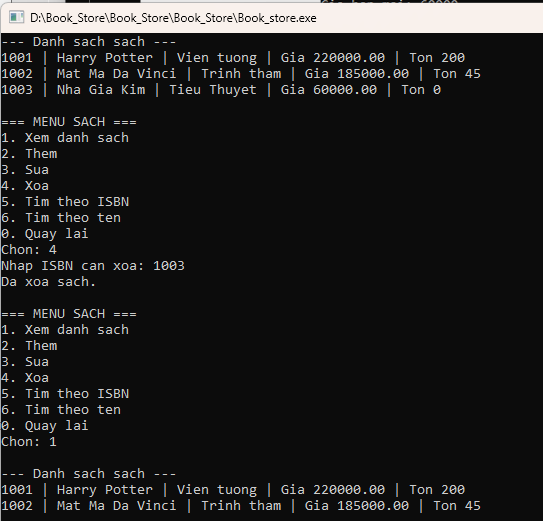 Gia ban moi: 60000
D:\Book_Store\Book_Store\Book_Store\Book_store.exe
--- Danh sach sach ---
1001 | Harry Potter | Vien tuong | Gia 220000.00 | Ton 200
1002 | Mat Ma Da Vinci | Trinh tham | Gia 185000.00 | Ton 45
1003 | Nha Gia Kim | Tieu Thuyet | Gia 60000.00 | Ton 0
=== MENU SACH ===
1. Xem danh sach
2. Them
3. Sua
4. Xoa
5. Tim theo ISBN
6. Tim theo ten
0. Quay lai
Chon: 4
Nhap ISBN can xoa: 1003
Da xoa sach.
=== MENU SACH ===
1. Xem danh sach
2. Them
3. Sua
4. Xoa
5. Tim theo ISBN
6. Tim theo ten
0. Quay lai
Chon: 1
--- Danh sach sach ---
1001 | Harry Potter | Vien tuong | Gia 220000.00 | Ton 200
1002 | Mat Ma Da Vinci | Trinh tham | Gia 185000.00 | Ton 45